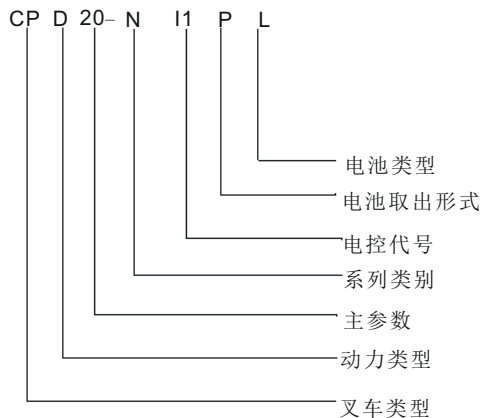 CP D 20- N I1 P L
电池类型
电池取出形式
电控代号
系列类别
主参数
动力类型
叉车类型